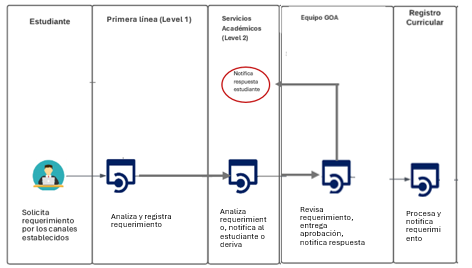 Estudiante
Primera línea (Level 1)
Servicios
Académicos
(Level 2)
Equipo GOA
Registro
Curricular
Notifica
respuesta
estudiante
Solicita
requerimiento
por los canales
establecidos
Analiza y registra
requerimiento
Analiza
requerimient
o, notifica al
estudiante o
deriva
Revisa
requerimiento,
entrega
aprobación,
notifica respuesta
Procesa y
notifica
requerimi
ento